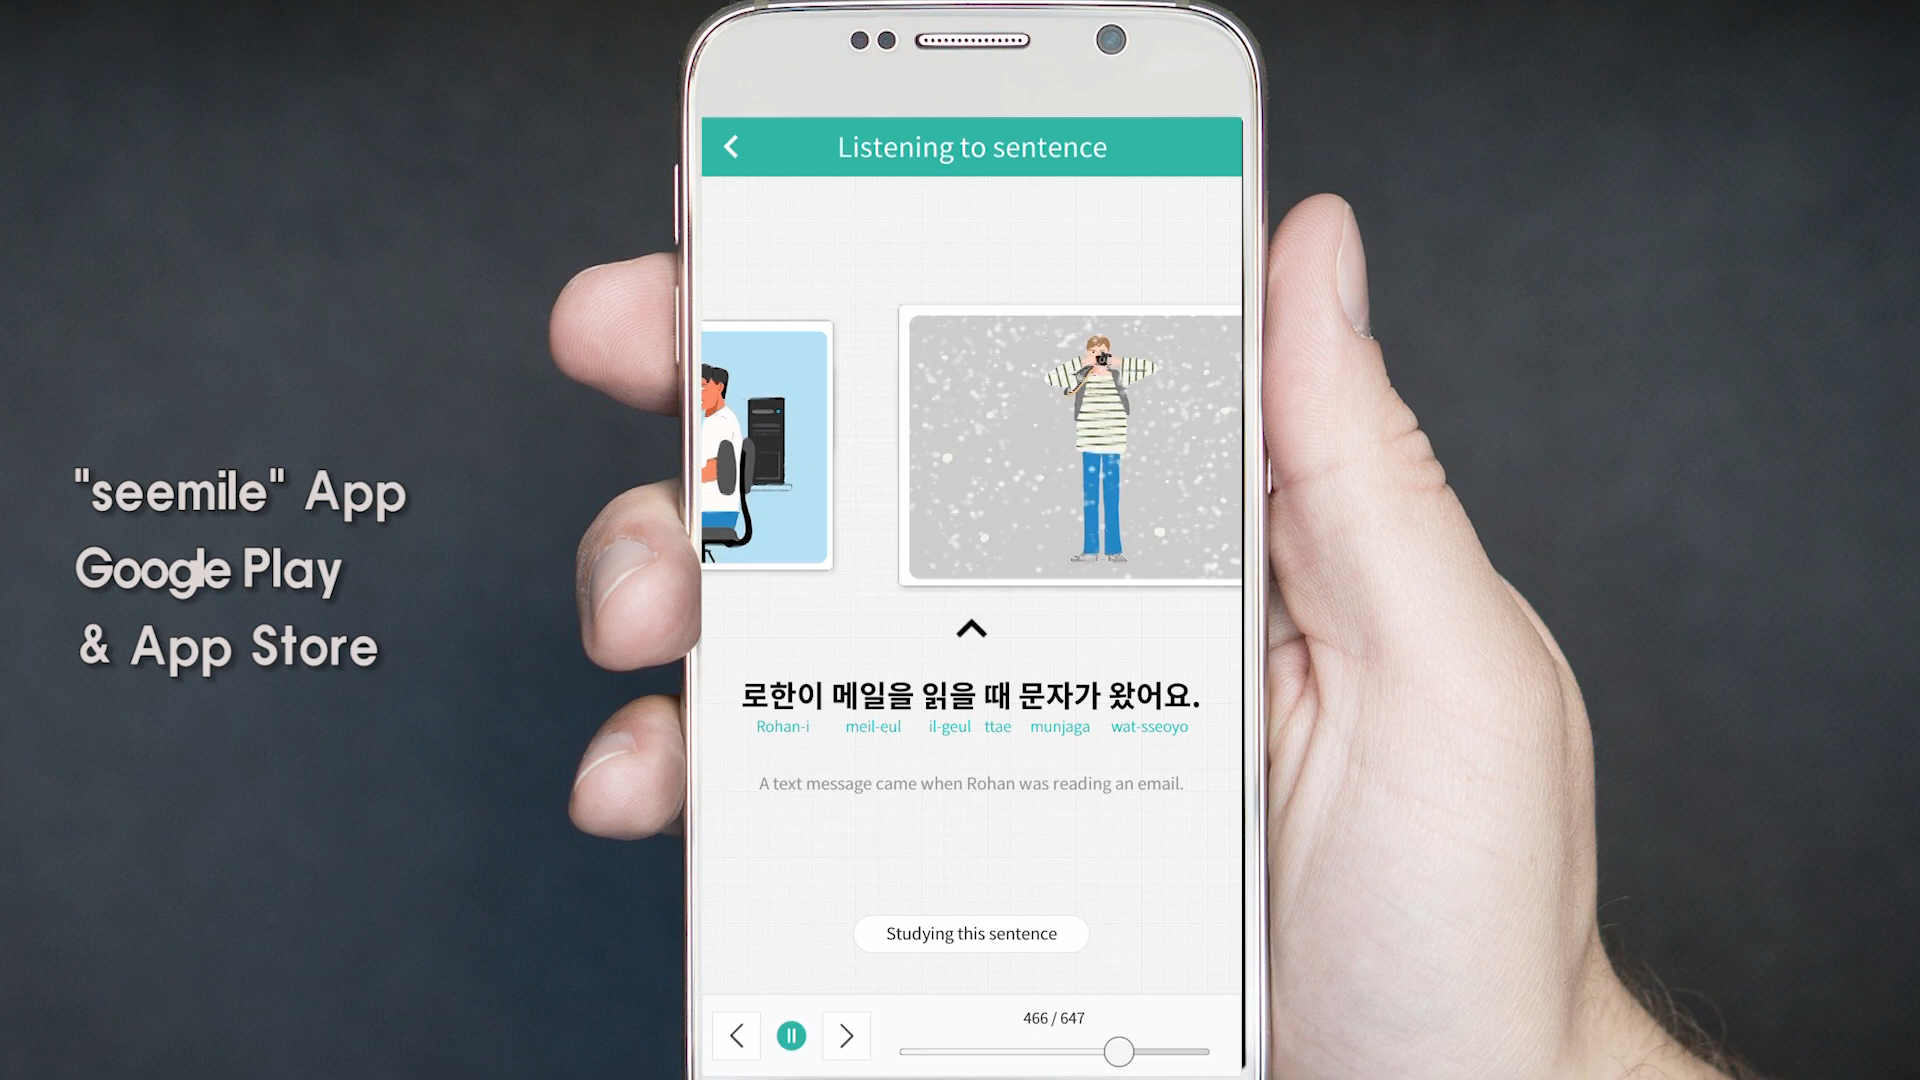 "seemile" App
Google Play
& App Store
Listening to sentence
로한이 메일을 읽을 때 문자가 왔어요.
Rohan-i meil-eul il-geul ttae munjaga wat-sseoyo
A text message came when Rohan was reading an email.
Studying this sentence
466 / 647